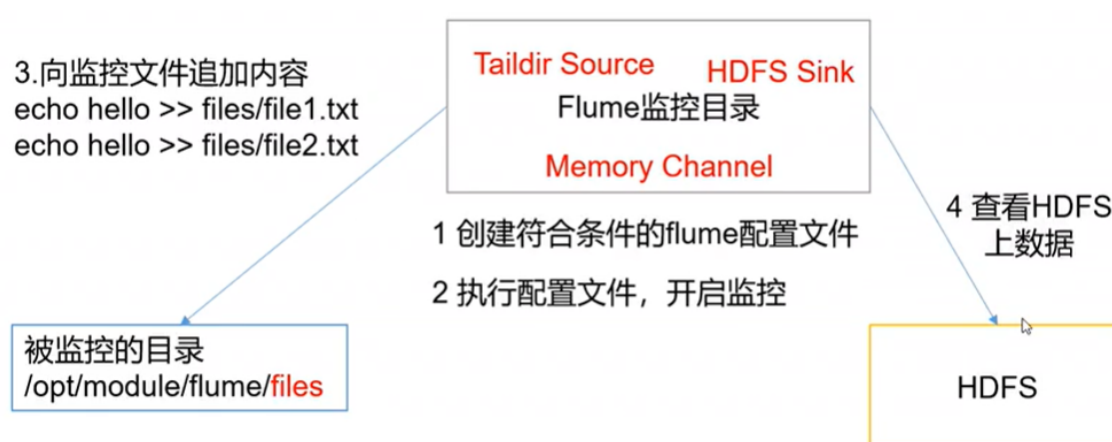 3.向监控文件追加内容
echo hello >> files/file1.txt
echo hello >> files/file2.txt
Taildir Source
HDFS Sink
Flume监控目录
Memory Channel
1 创建符合条件的flume配置文件
2 执行配置文件，开启监控
4 查看HDFS
上数据
被监控的目录
/opt/module/flume/files
HDFS